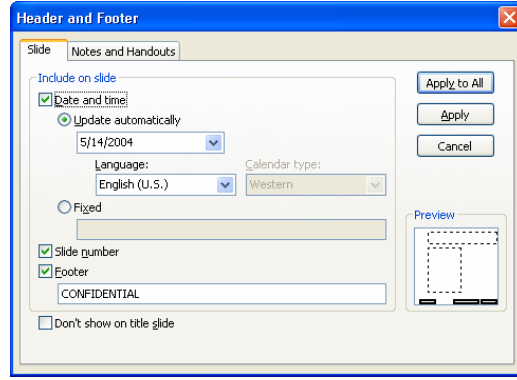 Header and Footer
Slide
Notes and Handouts
Include on slide
Date and time
Update automatically
5/14/2004
Language:
Calendar type:
English (U.S.)
Western
Fixed
Slide number
Footer
CONFIDENTIAL
Don't show on title slide
Apply to All
Apply
Cancel
Preview